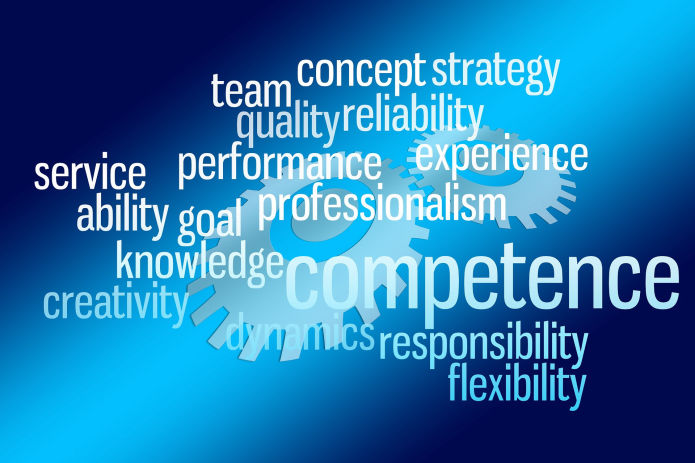 concept strategy
team
quality reliability
performance experience
service
ability goal professionalism
knowledge competence
creativity
dynamics responsibility
flexibility